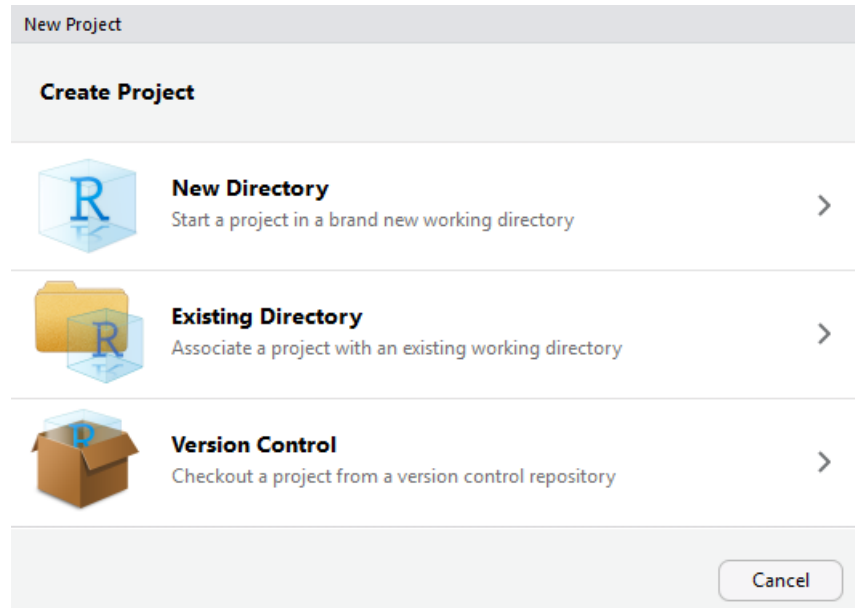 New Project
Create Project
R
New Directory
Start a project in a brand new working directory
R
Existing Directory
Associate a project with an existing working directory
R
Version Control
Checkout a project from a version control repository
Cancel